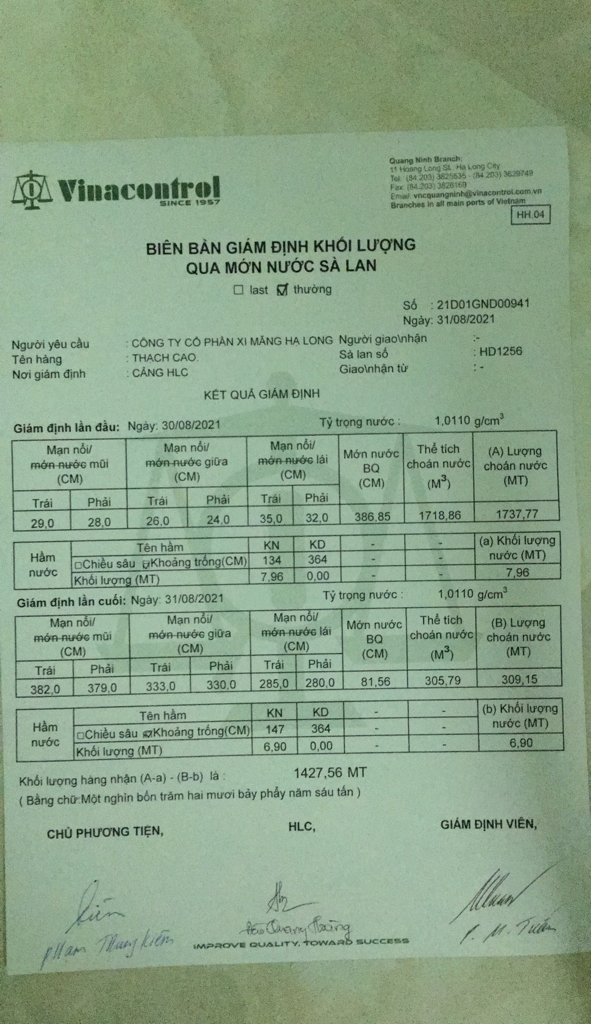 Vinacontrol
SINCE 1957
Quang Ninh Branch:
11 Hoang Long St., Ha Long City
Tel: (84.203) 3825635 - (84.203) 3629749
Fax: (84.203) 3826169
Email: vncquangninh@vinacontrol.com.vn
Branches in all main ports of Vietnam
HH.04
BIÊN BẢN GIÁM ĐỊNH KHỐI LƯỢNG
QUA MỚN NƯỚC SÀ LAN
☐ last ☑ thường
Số : 21D01GND00941
Ngày: 31/08/2021
Người yêu cầu : CÔNG TY CỔ PHẦN XI MĂNG HẠ LONG Người giao\nhận :-
Tên hàng : THẠCH CAO. Sà lan số : HD1256
Nơi giám định : CẢNG HLC Giao\nhận từ : -
KẾT QUẢ GIÁM ĐỊNH
Giám định lần đầu: Ngày: 30/08/2021 Tỷ trọng nước : 1,0110 g/cm³
Mạn nổi/ mớn nước mũi (CM) Mạn nổi/ mớn nước giữa (CM) Mạn nổi/ mớn nước lái (CM) Mớn nước BQ (CM) Thể tích choán nước (M³) (A) Lượng choán nước (MT)
Trái Phải Trái Phải Trái Phải
29,0 28,0 26,0 24,0 35,0 32,0 386,85 1718,86 1737,77
Hầm nước Tên hầm KN KD - - (a) Khối lượng nước (MT)
☐Chiều sâu ☑Khoảng trống(CM) 134 364 - -
Khối lượng (MT) 7,96 0,00 - - 7,96
Giám định lần cuối: Ngày: 31/08/2021 Tỷ trọng nước : 1,0110 g/cm³
Mạn nổi/ mớn nước mũi (CM) Mạn nổi/ mớn nước giữa (CM) Mạn nổi/ mớn nước lái (CM) Mớn nước BQ (CM) Thể tích choán nước (M³) (B) Lượng choán nước (MT)
Trái Phải Trái Phải Trái Phải
382,0 379,0 333,0 330,0 285,0 280,0 81,56 305,79 309,15
Hầm nước Tên hầm KN KD - - (b) Khối lượng nước (MT)
☐Chiều sâu ☑Khoảng trống(CM) 147 364 - -
Khối lượng (MT) 6,90 0,00 - - 6,90
Khối lượng hàng nhận (A-a) - (B-b) là : 1427,56 MT
( Bằng chữ:Một nghìn bốn trăm hai mươi bảy phẩy năm sáu tấn )
CHỦ PHƯƠNG TIỆN, HLC, GIÁM ĐỊNH VIÊN,
Quang
P. M. Tuấn
IMPROVE QUALITY, TOWARD SUCCESS